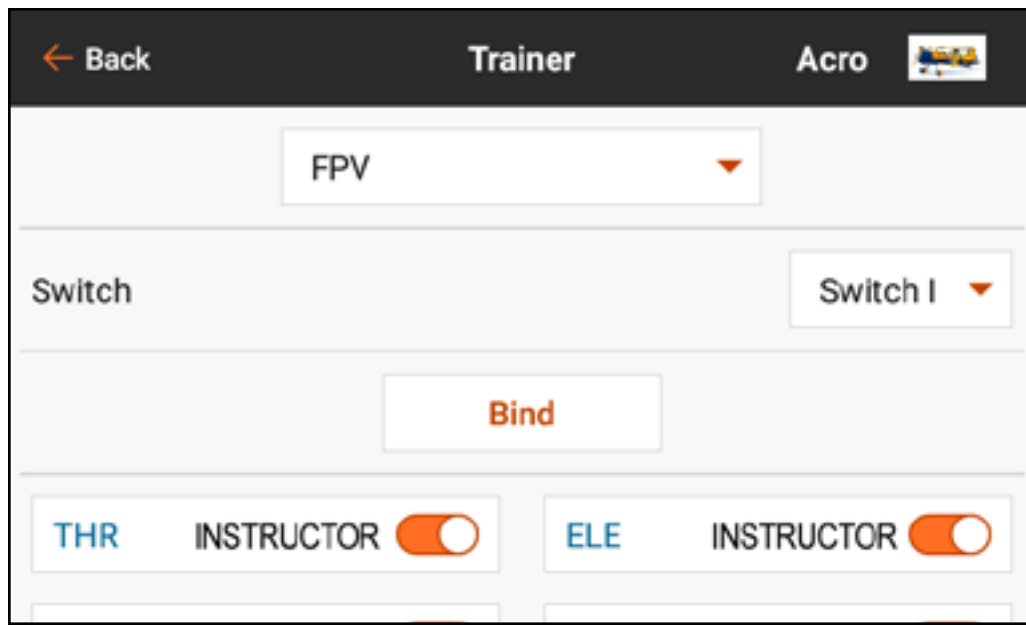 Back Trainer Acro
FPV
Switch Switch I
Bind
THR INSTRUCTOR ELE INSTRUCTOR